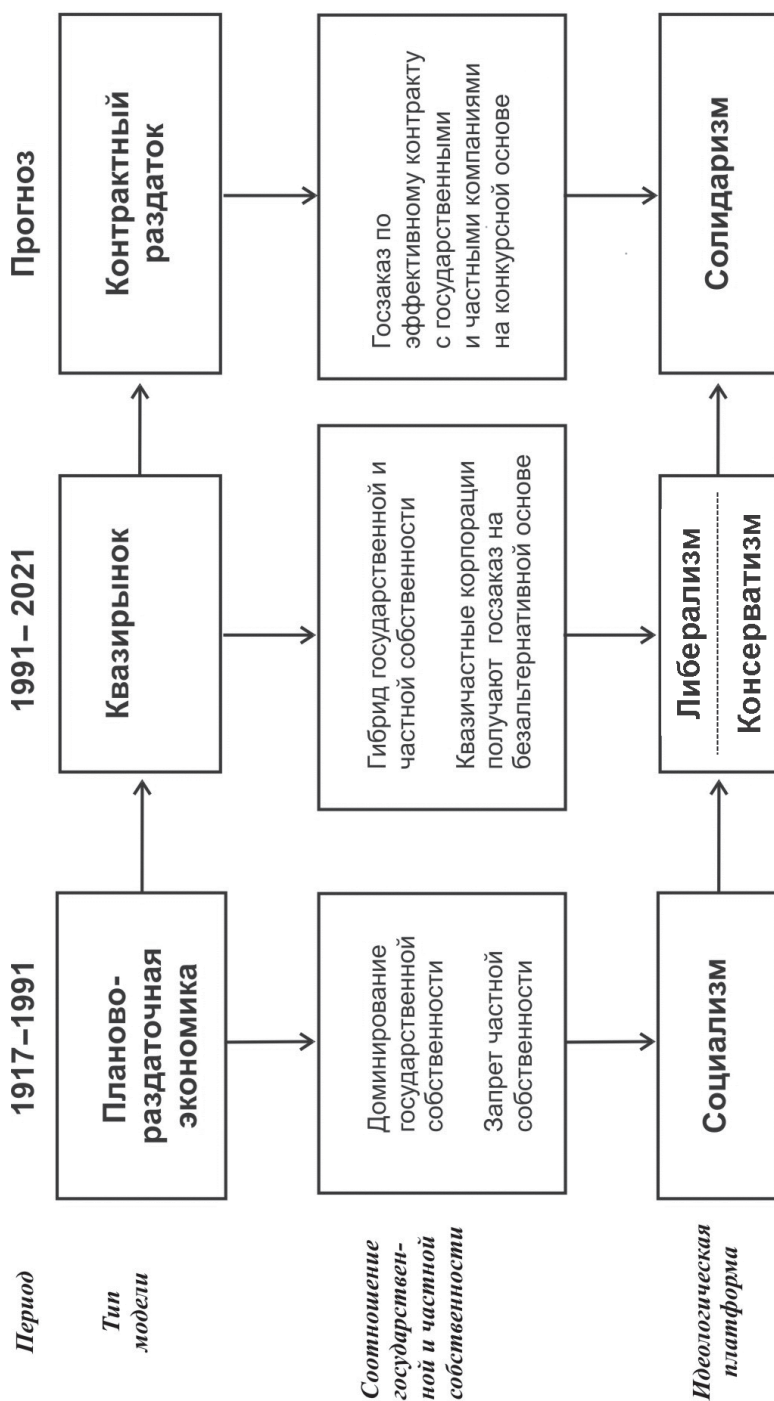 Период
1917–1991
1991– 2021
Прогноз
Тип
модели
Планово-
раздаточная
экономика
Квазирынок
Контрактный
раздаток
Соотношение
государствен-
ной и частной
собственности
Доминирование
государственной
собственности
Запрет частной
собственности
Гибрид государственной и
частной собственности
Квазичастные корпорации
получают госзаказ на
безальтернативной основе
Госзаказ по
эффективному контракту
с государственными
и частными компаниями
на конкурсной основе
Идеологическая
платформа
Социализм
Либерализм
Консерватизм
Солидаризм